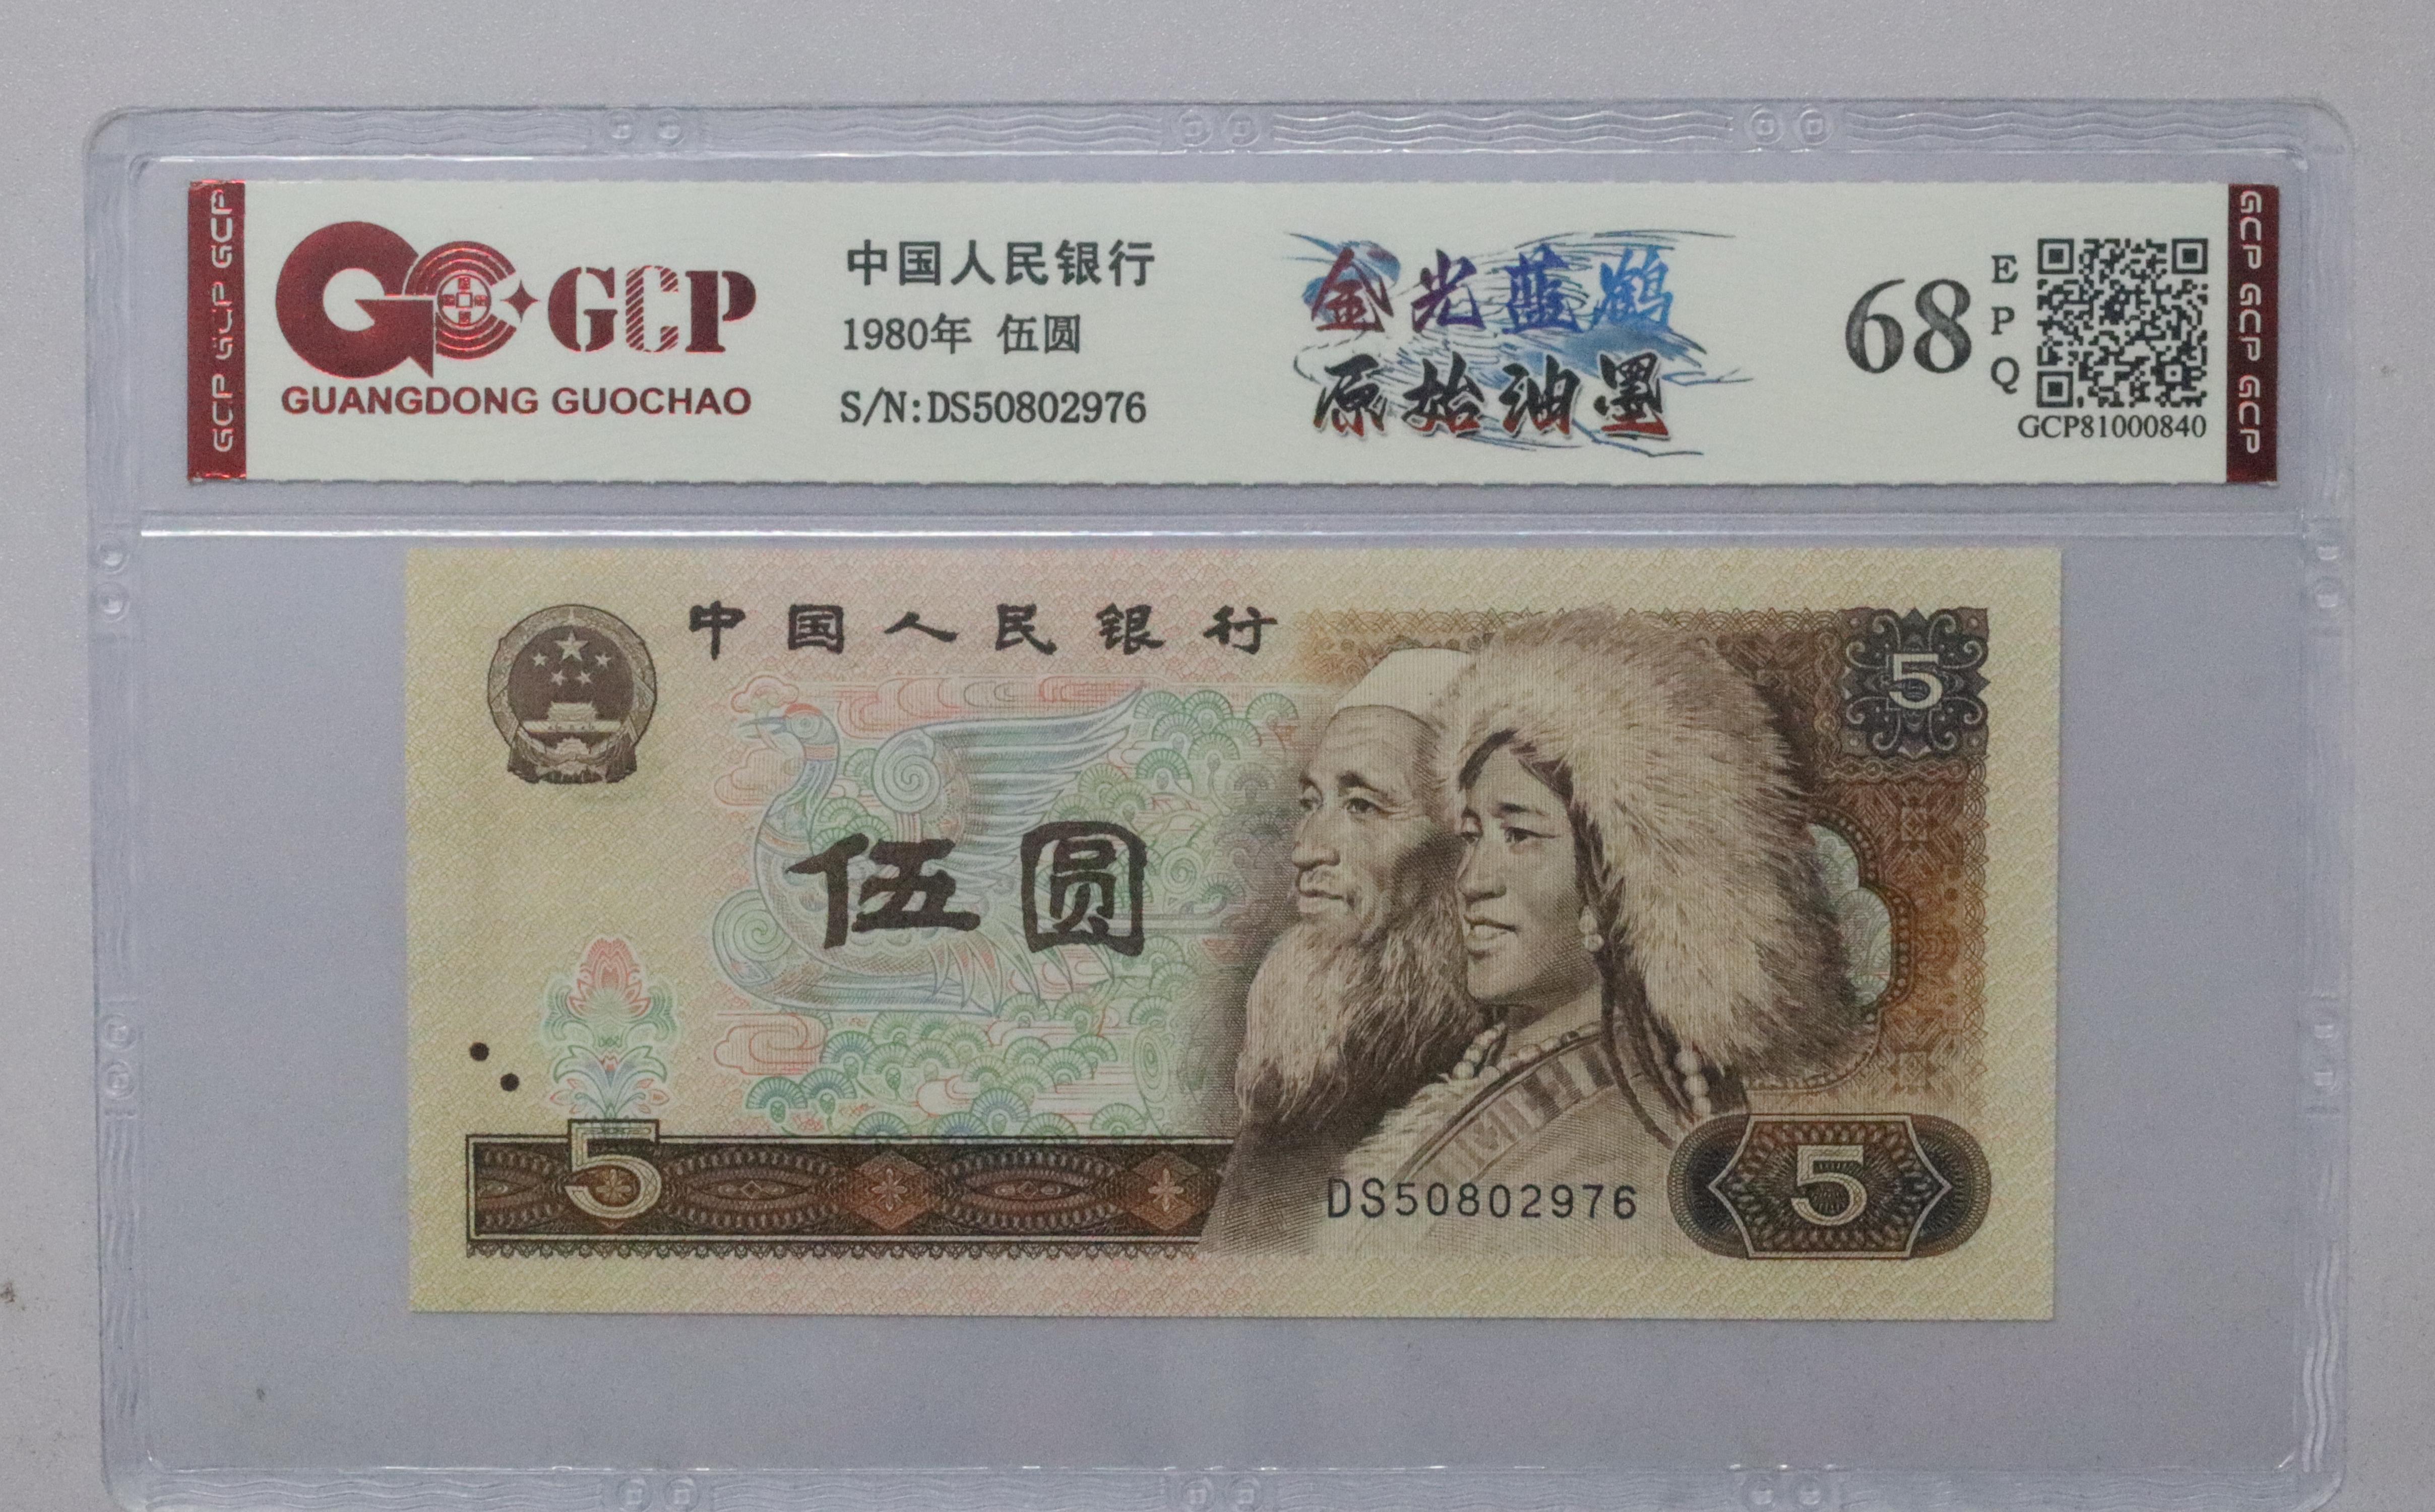 GCP GCP GCP
GCP
GUANGDONG GUOCHAO
中国人民银行
1980年 伍圆
S/N:DS50802976
金光蓝鹤
原始油墨
68
EPQ
GCP81000840
GCP GCP GCP
中国人民银行
5
伍圆
5
DS50802976
5